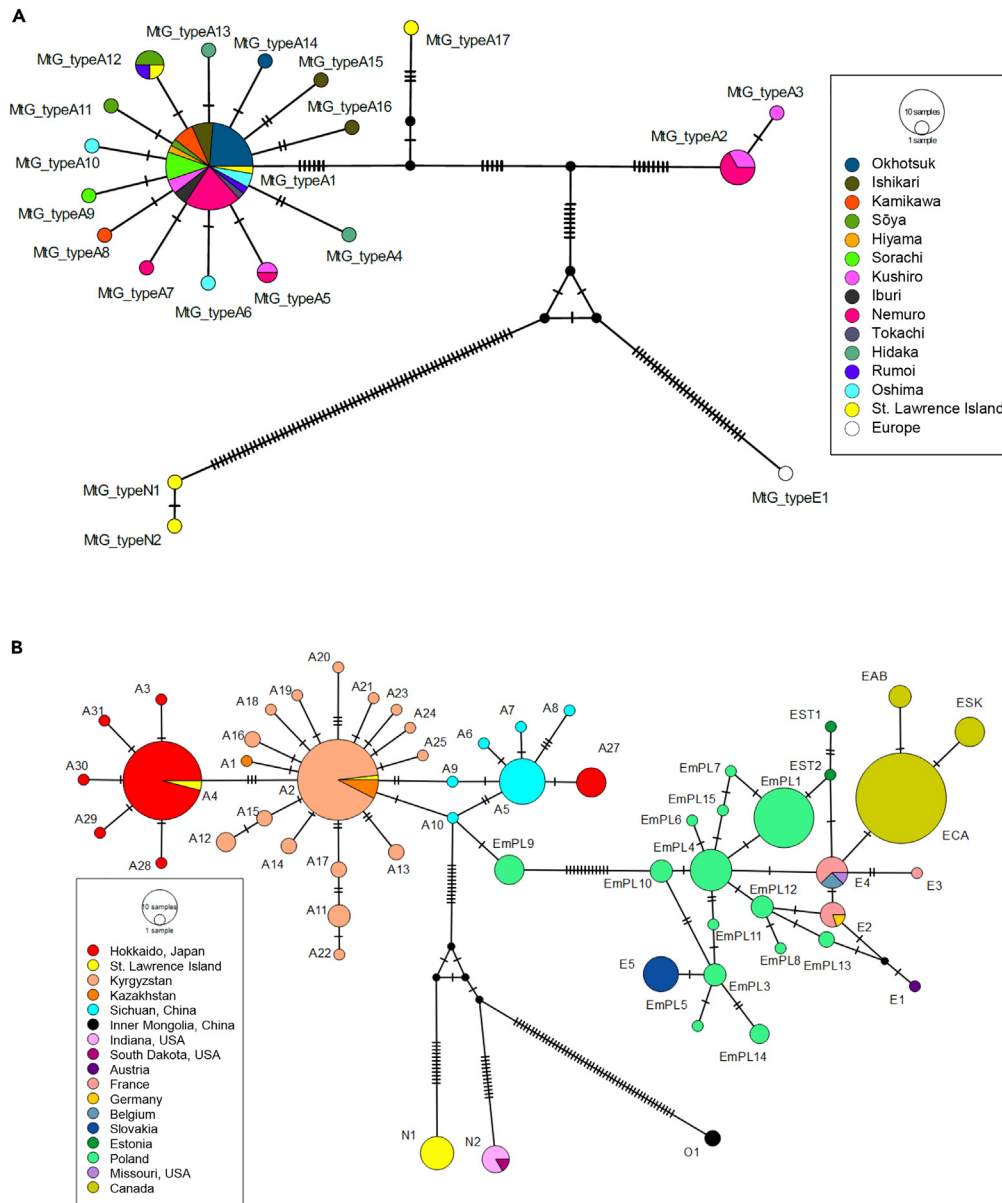 A
MtG_typeA13
MtG_typeA14
MtG_typeA17
MtG_typeA12
MtG_typeA15
MtG_typeA11
MtG_typeA16
MtG_typeA3
MtG_typeA2
MtG_typeA10
MtG_typeA1
MtG_typeA9
MtG_typeA4
MtG_typeA8
MtG_typeA7
MtG_typeA5
MtG_typeA6
MtG_typeN1
MtG_typeE1
MtG_typeN2
10 samples
1 sample
Okhotsuk
Ishikari
Kamikawa
Sōya
Hiyama
Sorachi
Kushiro
Iburi
Nemuro
Tokachi
Hidaka
Rumoi
Oshima
St. Lawrence Island
Europe
B
A20
A3
A18
A19
A21
A23
A7
A8
EAB
ESK
A31
A24
EST1
A16
A6
A27
A25
EmPL7
EmPL1
A30
A1
A9
EST2
A4
A2
EmPL15
A5
EmPL6
A29
A15
A10
EmPL4
ECA
A12
EmPL9
E4
A28
A14
A17
A13
EmPL10
EmPL12
E3
A11
EmPL11
E2
E5
EmPL8
EmPL13
A22
EmPL3
E1
EmPL5
EmPL14
N1
N2
O1
10 samples
1 sample
Hokkaido, Japan
St. Lawrence Island
Kyrgyzstan
Kazakhstan
Sichuan, China
Inner Mongolia, China
Indiana, USA
South Dakota, USA
Austria
France
Germany
Belgium
Slovakia
Estonia
Poland
Missouri, USA
Canada